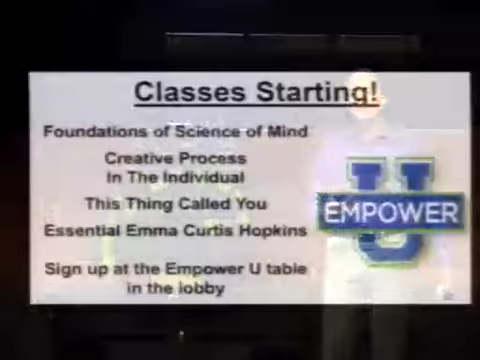 Classes Starting!
Foundations of Science of Mind
Creative Process
In The Individual
This Thing Called You
Essential Emma Curtis Hopkins
Sign up at the Empower U table
in the lobby
U
EMPOWER